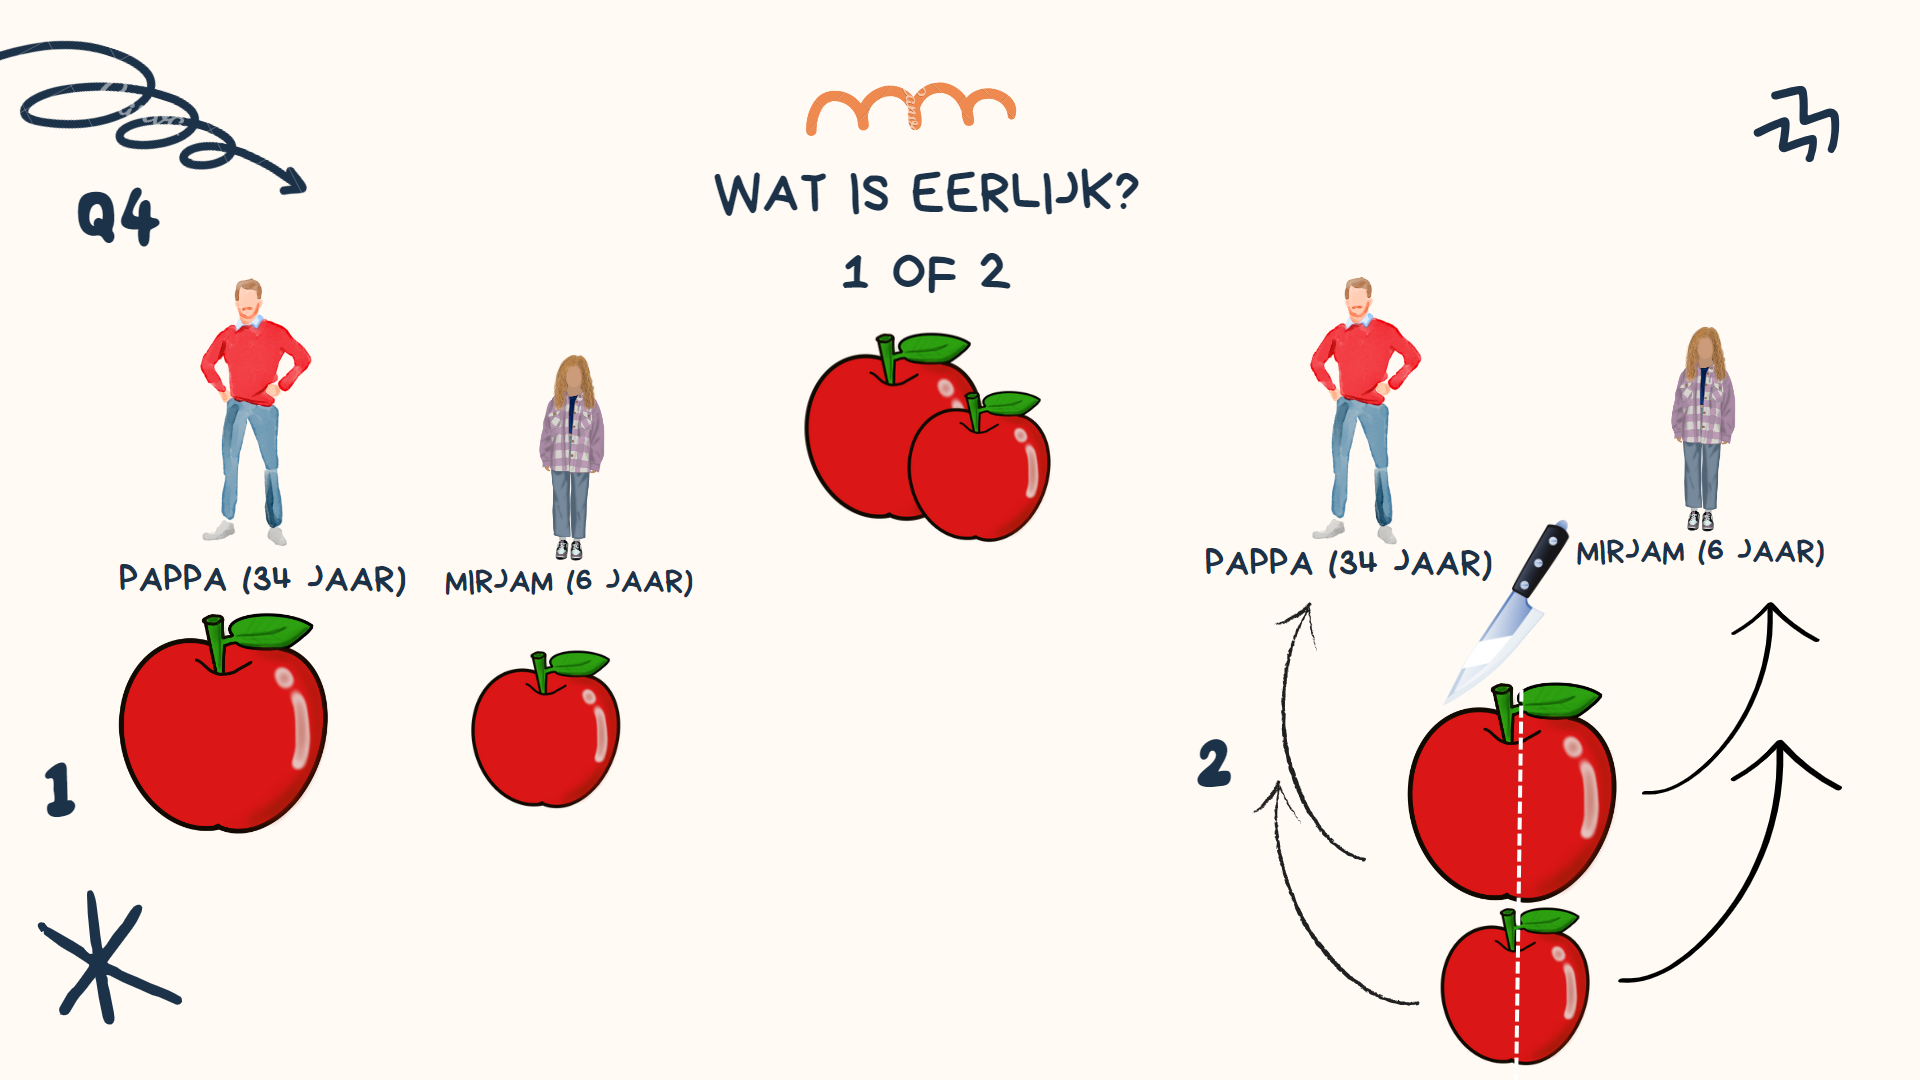 Q4
WAT IS EERLIJK?
1 OF 2
PAPPA (34 JAAR)
MIRJAM (6 JAAR)
1
PAPPA (34 JAAR)
MIRJAM (6 JAAR)
2